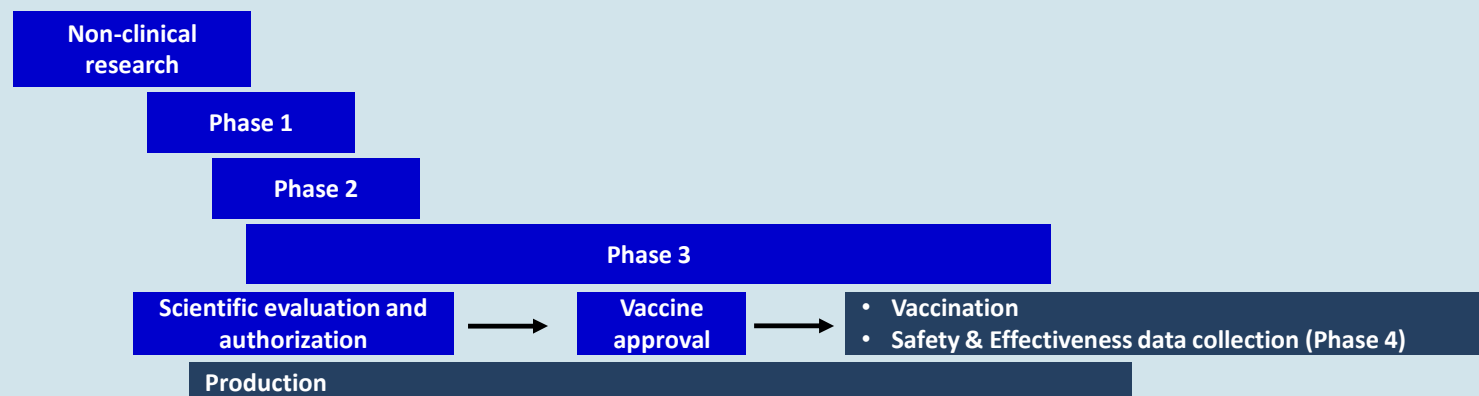 Non-clinical
research
Phase 1
Phase 2
Phase 3
Scientific evaluation and
authorization
Vaccine
approval
• Vaccination
• Safety & Effectiveness data collection (Phase 4)
Production